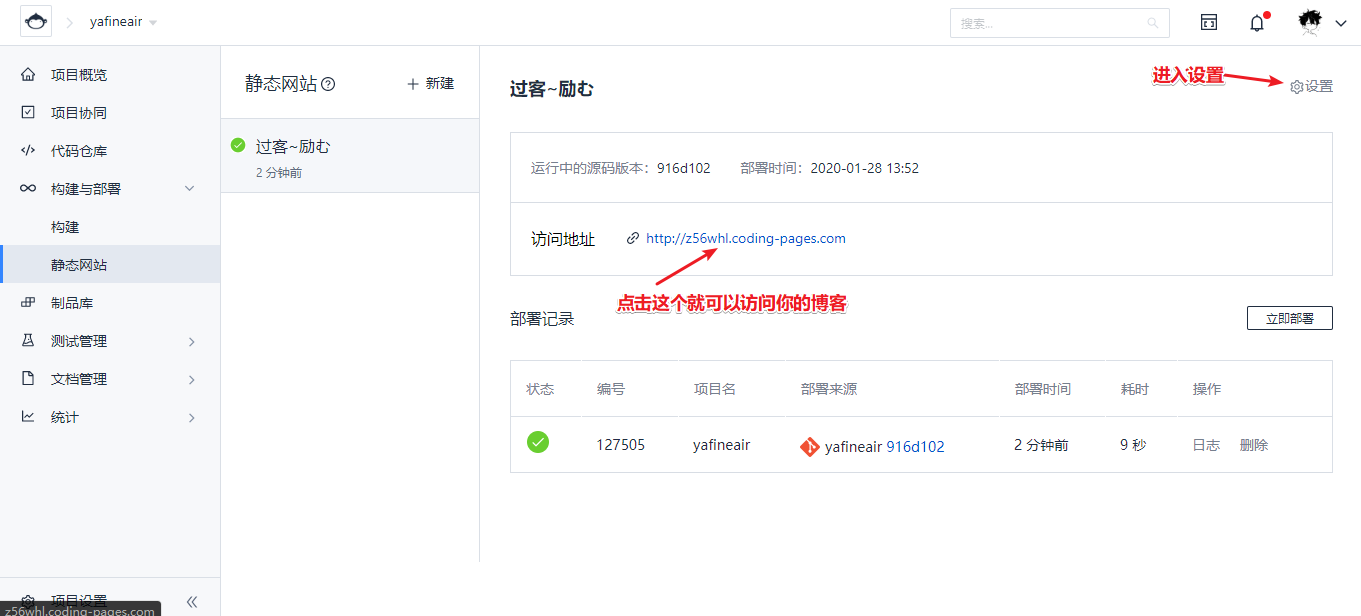 yafineair
搜索...
项目概览
项目协同
代码仓库
构建与部署
构建
静态网站
制品库
测试管理
文档管理
统计
项目设置
z56whl.coding-pages.com
静态网站
新建
过客~励む
2 分钟前
过客~励む
进入设置
设置
运行中的源码版本: 916d102 部署时间: 2020-01-28 13:52
访问地址 http://z56whl.coding-pages.com
点击这个就可以访问你的博客
部署记录
立即部署
状态 编号 项目名 部署来源 部署时间 耗时 操作
127505 yafineair yafineair 916d102 2 分钟前 9 秒 日志 删除